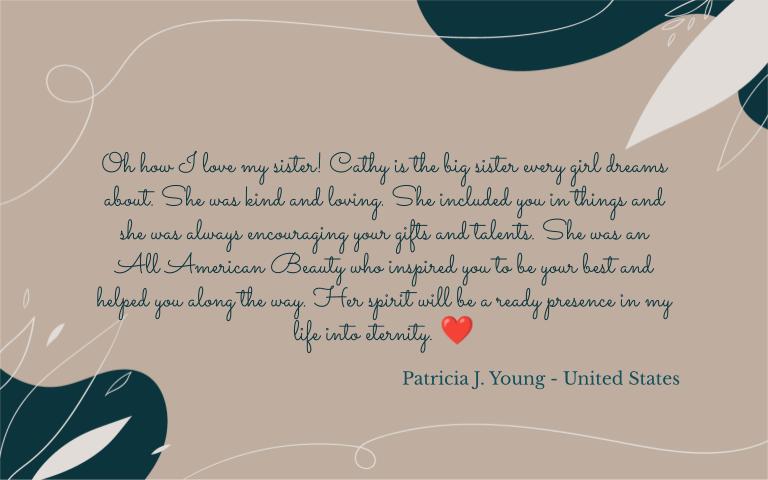 Oh how I love my sister! Cathy is the big sister every girl dreams
about. She was kind and loving. She included you in things and
she was always encouraging your gifts and talents. She was an
All American Beauty who inspired you to be your best and
helped you along the way. Her spirit will be a ready presence in my
life into eternity. ❤️
Patricia J. Young - United States